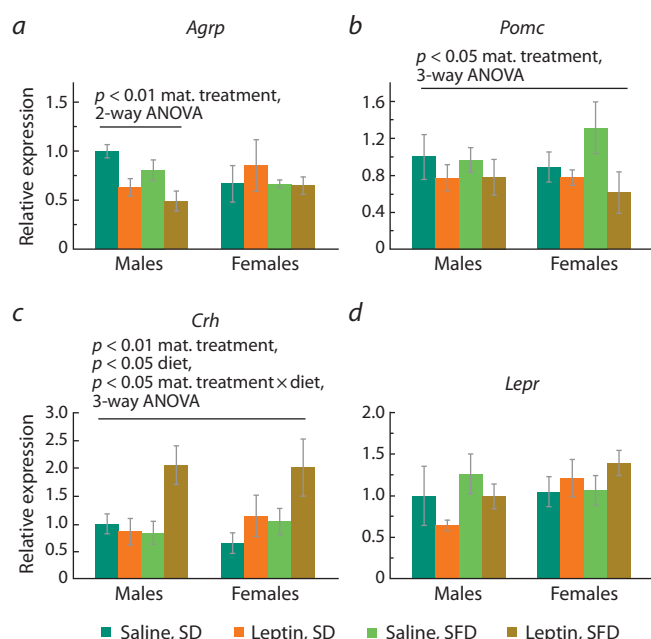 a
Agrp
p < 0.01 mat. treatment,
2-way ANOVA
Relative expression
1.5
1.0
0.5
0
Males
Females
b
Pomc
p < 0.05 mat. treatment,
3-way ANOVA
1.6
1.2
0.8
0.4
0
Males
Females
c
Crh
p < 0.01 mat. treatment,
p < 0.05 diet,
p < 0.05 mat. treatment × diet,
3-way ANOVA
Relative expression
3.0
2.0
1.5
1.0
0.5
0
Males
Females
d
Lepr
2.0
1.5
1.0
0.5
0
Males
Females
Saline, SD
Leptin, SD
Saline, SFD
Leptin, SFD